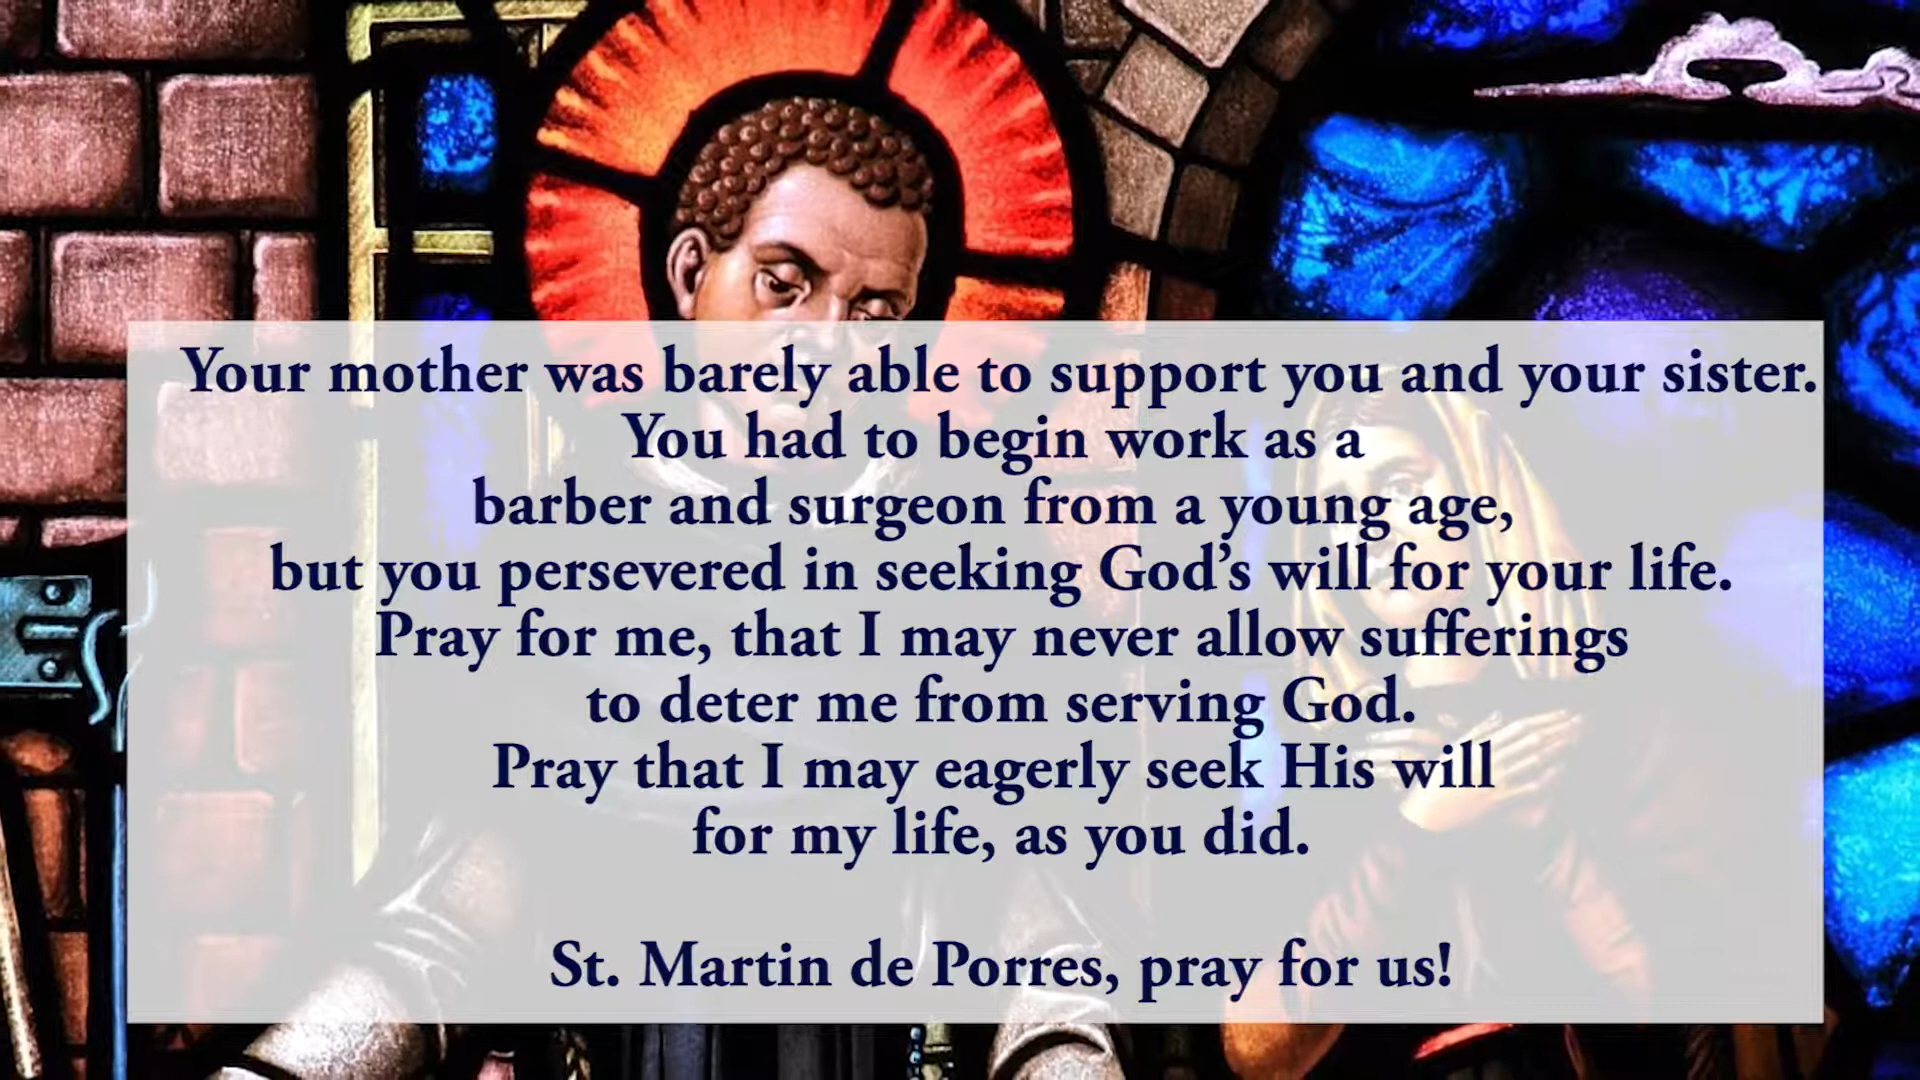 Your mother was barely able to support you and your sister.
You had to begin work as a
barber and surgeon from a young age,
but you persevered in seeking God’s will for your life.
Pray for me, that I may never allow sufferings
to deter me from serving God.
Pray that I may eagerly seek His will
for my life, as you did.
St. Martin de Porres, pray for us!